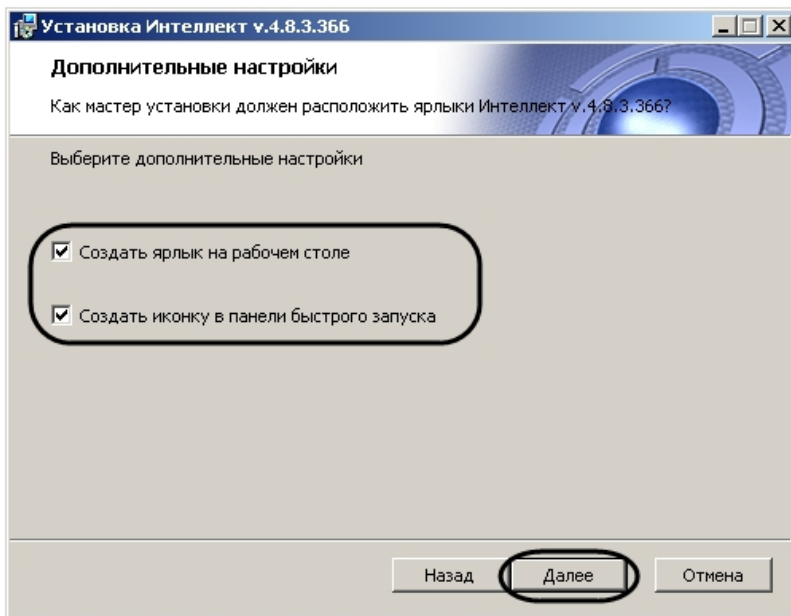 Установка Интеллект v.4.8.3.366
Дополнительные настройки
Как мастер установки должен расположить ярлыки Интеллект v.4.8.3.366?
Выберите дополнительные настройки
Создать ярлык на рабочем столе
Создать иконку в панели быстрого запуска
Назад Далее Отмена